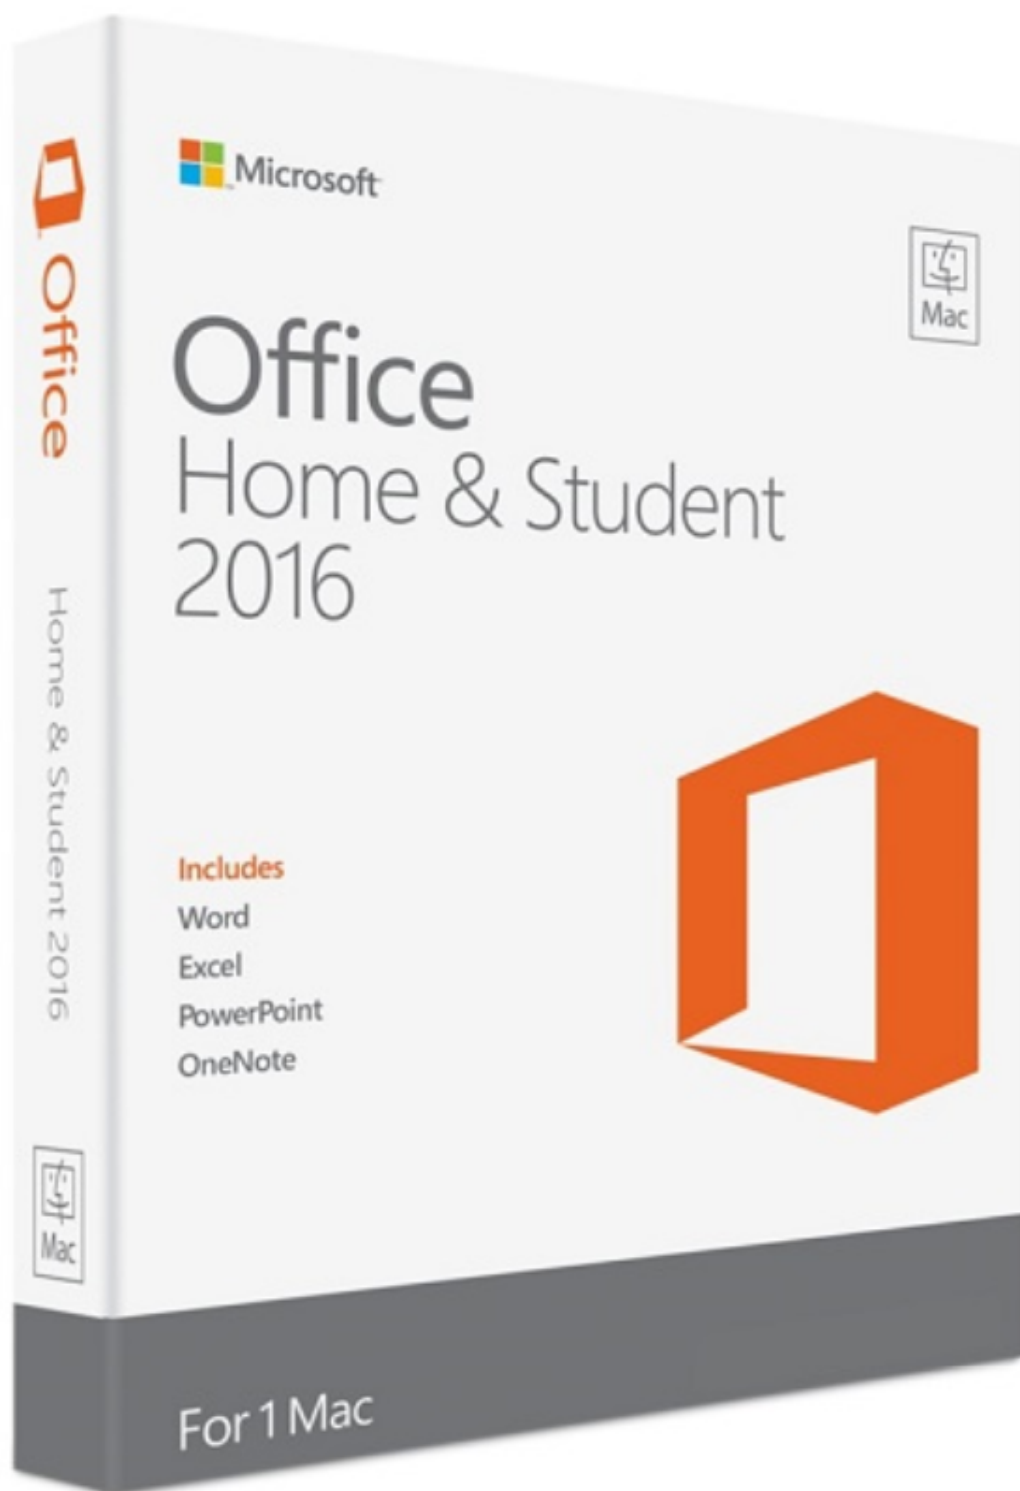 Office
Home & Student 2016
Mac
Microsoft
Mac
Office
Home & Student
2016
Includes
Word
Excel
PowerPoint
OneNote
For 1 Mac